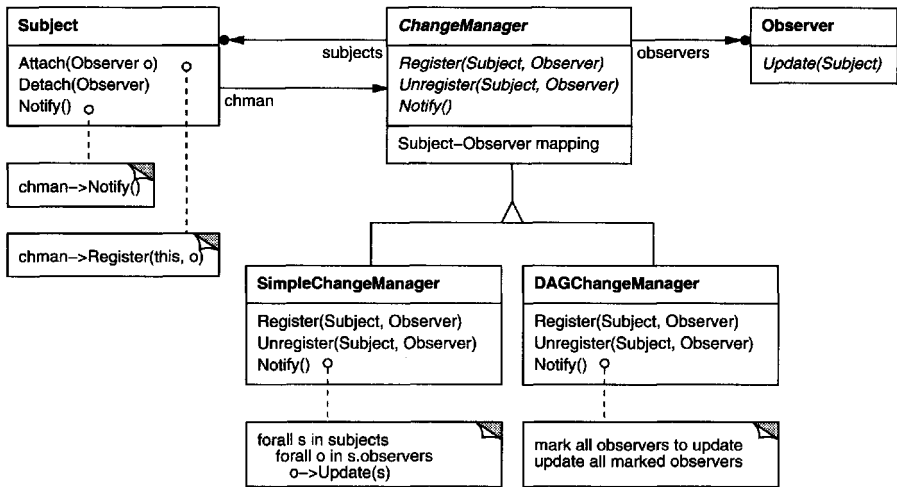 Subject
Attach(Observer o)
Detach(Observer)
Notify()
chman->Notify()
chman->Register(this, o)
subjects
chman
ChangeManager
Register(Subject, Observer)
Unregister(Subject, Observer)
Notify()
Subject-Observer mapping
observers
Observer
Update(Subject)
SimpleChangeManager
Register(Subject, Observer)
Unregister(Subject, Observer)
Notify()
forall s in subjects
forall o in s.observers
o->Update(s)
DAGChangeManager
Register(Subject, Observer)
Unregister(Subject, Observer)
Notify()
mark all observers to update
update all marked observers